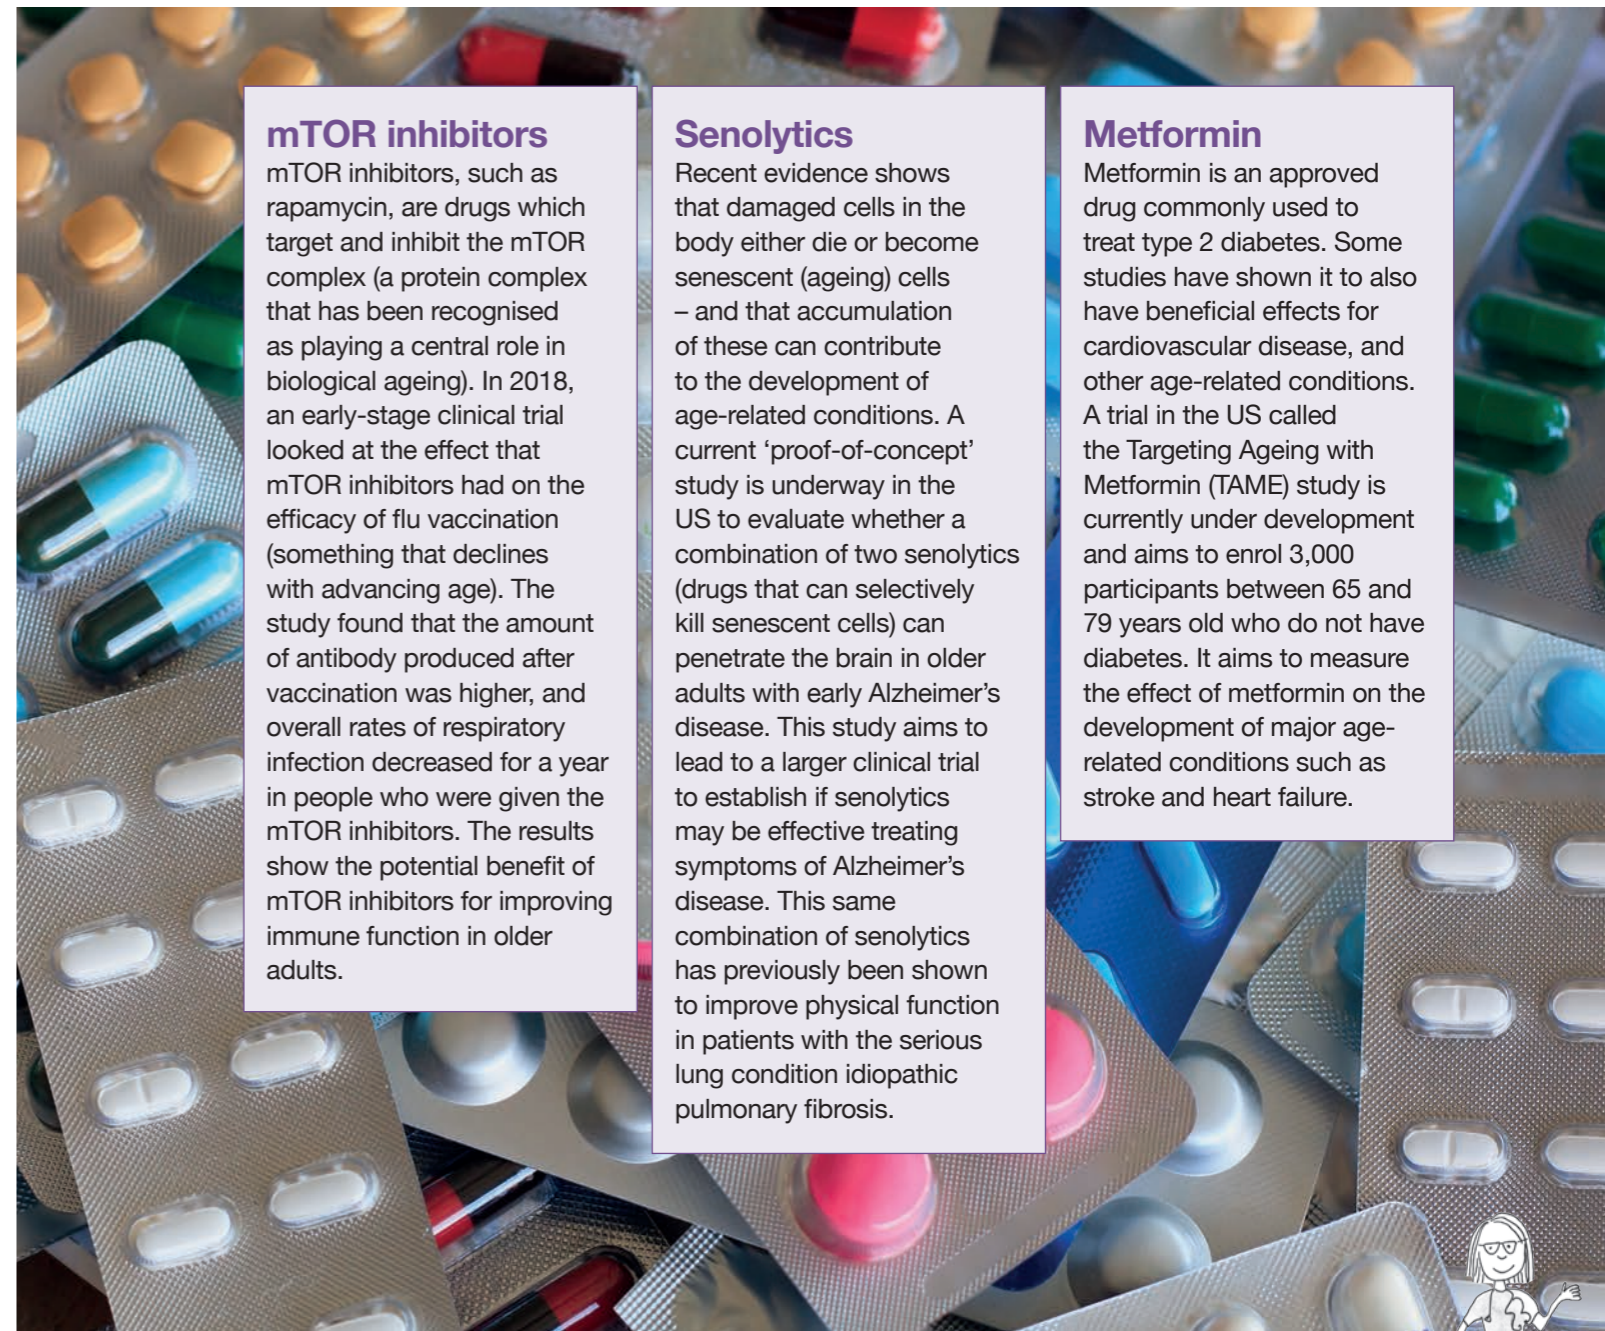 mTOR inhibitors
mTOR inhibitors, such as
rapamycin, are drugs which
target and inhibit the mTOR
complex (a protein complex
that has been recognised
as playing a central role in
biological ageing). In 2018,
an early-stage clinical trial
looked at the effect that
mTOR inhibitors had on the
efficacy of flu vaccination
(something that declines
with advancing age). The
study found that the amount
of antibody produced after
vaccination was higher, and
overall rates of respiratory
infection decreased for a year
in people who were given the
mTOR inhibitors. The results
show the potential benefit of
mTOR inhibitors for improving
immune function in older
adults.
Senolytics
Recent evidence shows
that damaged cells in the
body either die or become
senescent (ageing) cells
– and that accumulation
of these can contribute
to the development of
age-related conditions. A
current ‘proof-of-concept’
study is underway in the
US to evaluate whether a
combination of two senolytics
(drugs that can selectively
kill senescent cells) can
penetrate the brain in older
adults with early Alzheimer’s
disease. This study aims to
lead to a larger clinical trial
to establish if senolytics
may be effective treating
symptoms of Alzheimer’s
disease. This same
combination of senolytics
has previously been shown
to improve physical function
in patients with the serious
lung condition idiopathic
pulmonary fibrosis.
Metformin
Metformin is an approved
drug commonly used to
treat type 2 diabetes. Some
studies have shown it to also
have beneficial effects for
cardiovascular disease, and
other age-related conditions.
A trial in the US called
the Targeting Ageing with
Metformin (TAME) study is
currently under development
and aims to enrol 3,000
participants between 65 and
79 years old who do not have
diabetes. It aims to measure
the effect of metformin on the
development of major age-
related conditions such as
stroke and heart failure.